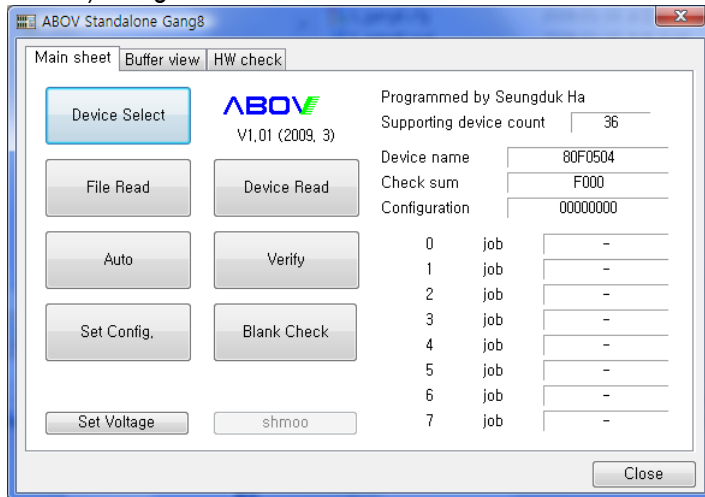 ABOV Standalone Gang8
Main sheet Buffer view HW check
Device Select
ABOV
V1,01 (2009, 3)
Programmed by Seungduk Ha
Supporting device count 36
Device name 80F0504
Check sum F000
Configuration 00000000
File Read
Device Read
Auto
Verify
Set Config,
Blank Check
Set Voltage
shmoo
0 job -
1 job -
2 job -
3 job -
4 job -
5 job -
6 job -
7 job -
Close